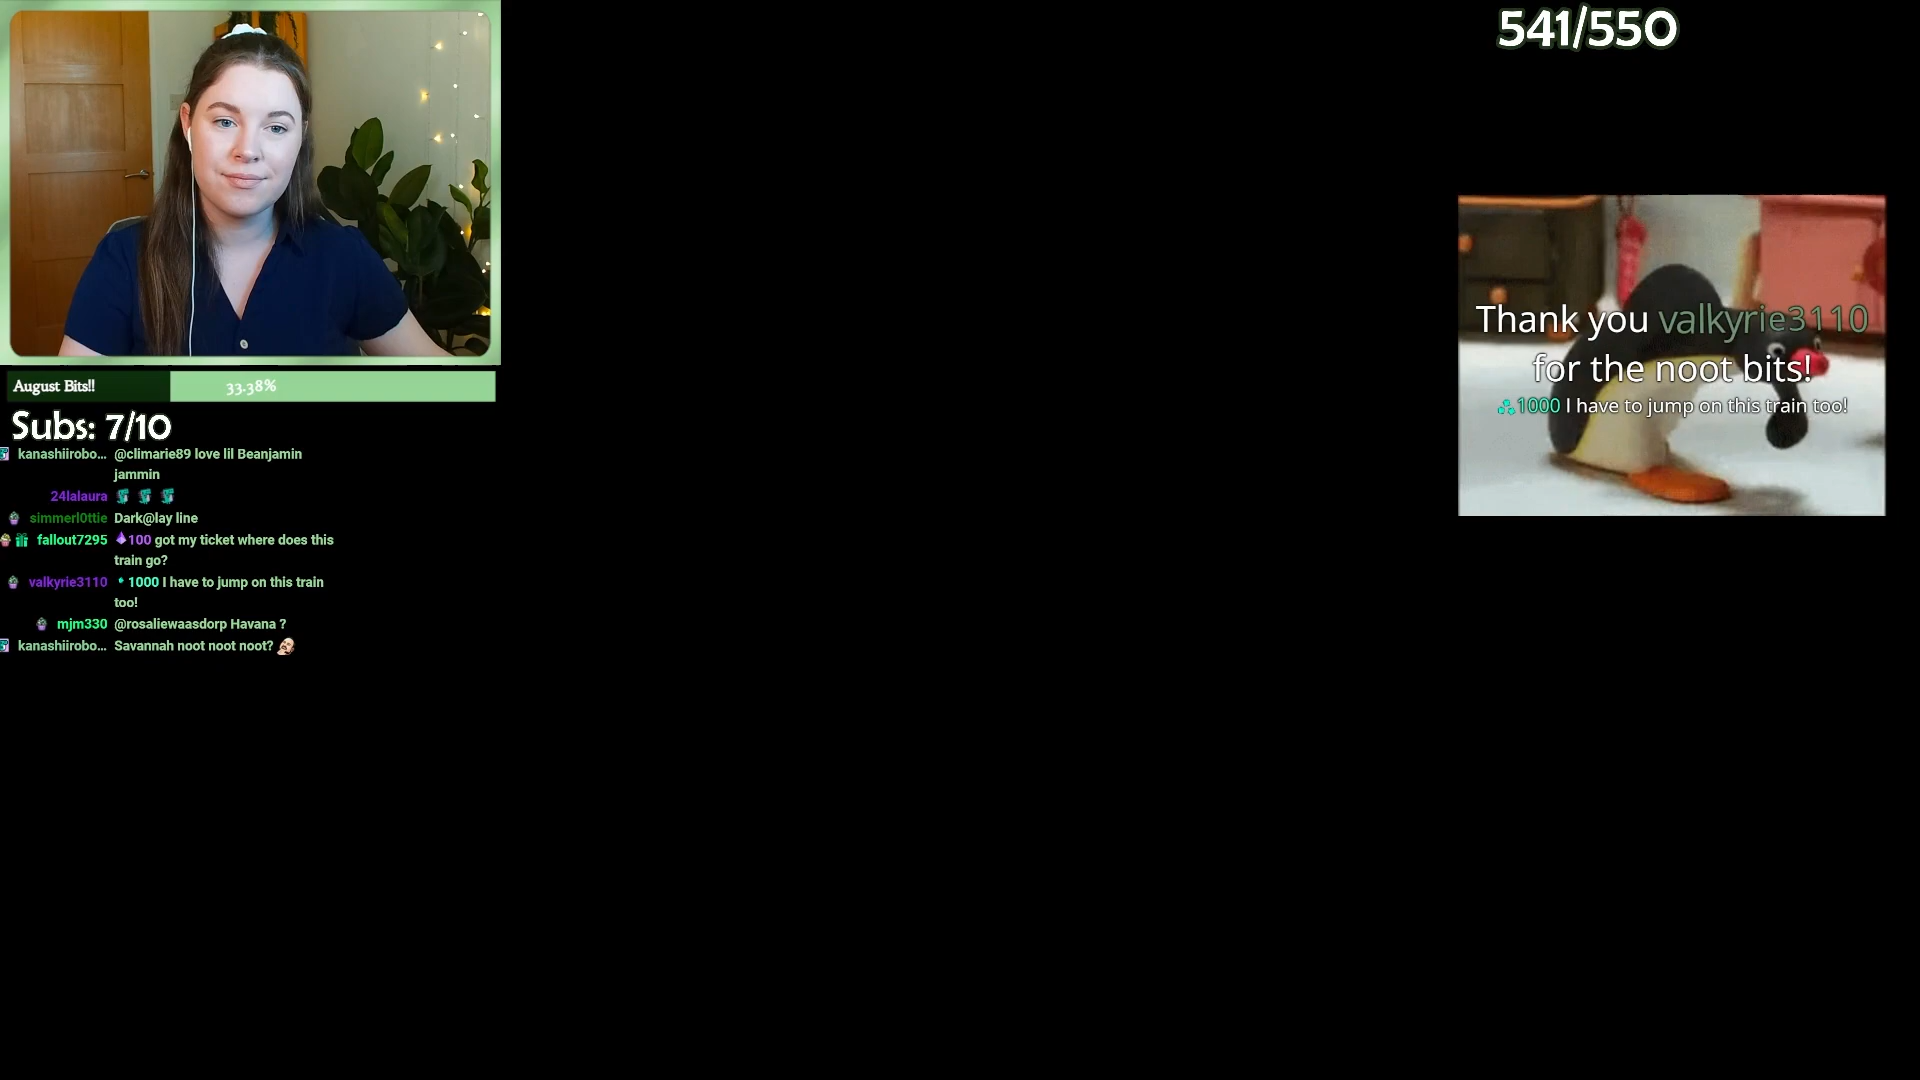 541/550
Thank you valkyrie3110
for the noot bits!
1000 I have to jump on this train too!
August Bits!! 33.38%
Subs: 7/10
kanashiirobo... @climarie89 love lil Beanjamin
jammin
24lalaura
simmerl0ttie Dark@lay line
fallout7295 100 got my ticket where does this
train go?
valkyrie3110 1000 I have to jump on this train
too!
mjm330 @rosaliewaasdorp Havana ?
kanashiirobo... Savannah noot noot noot?